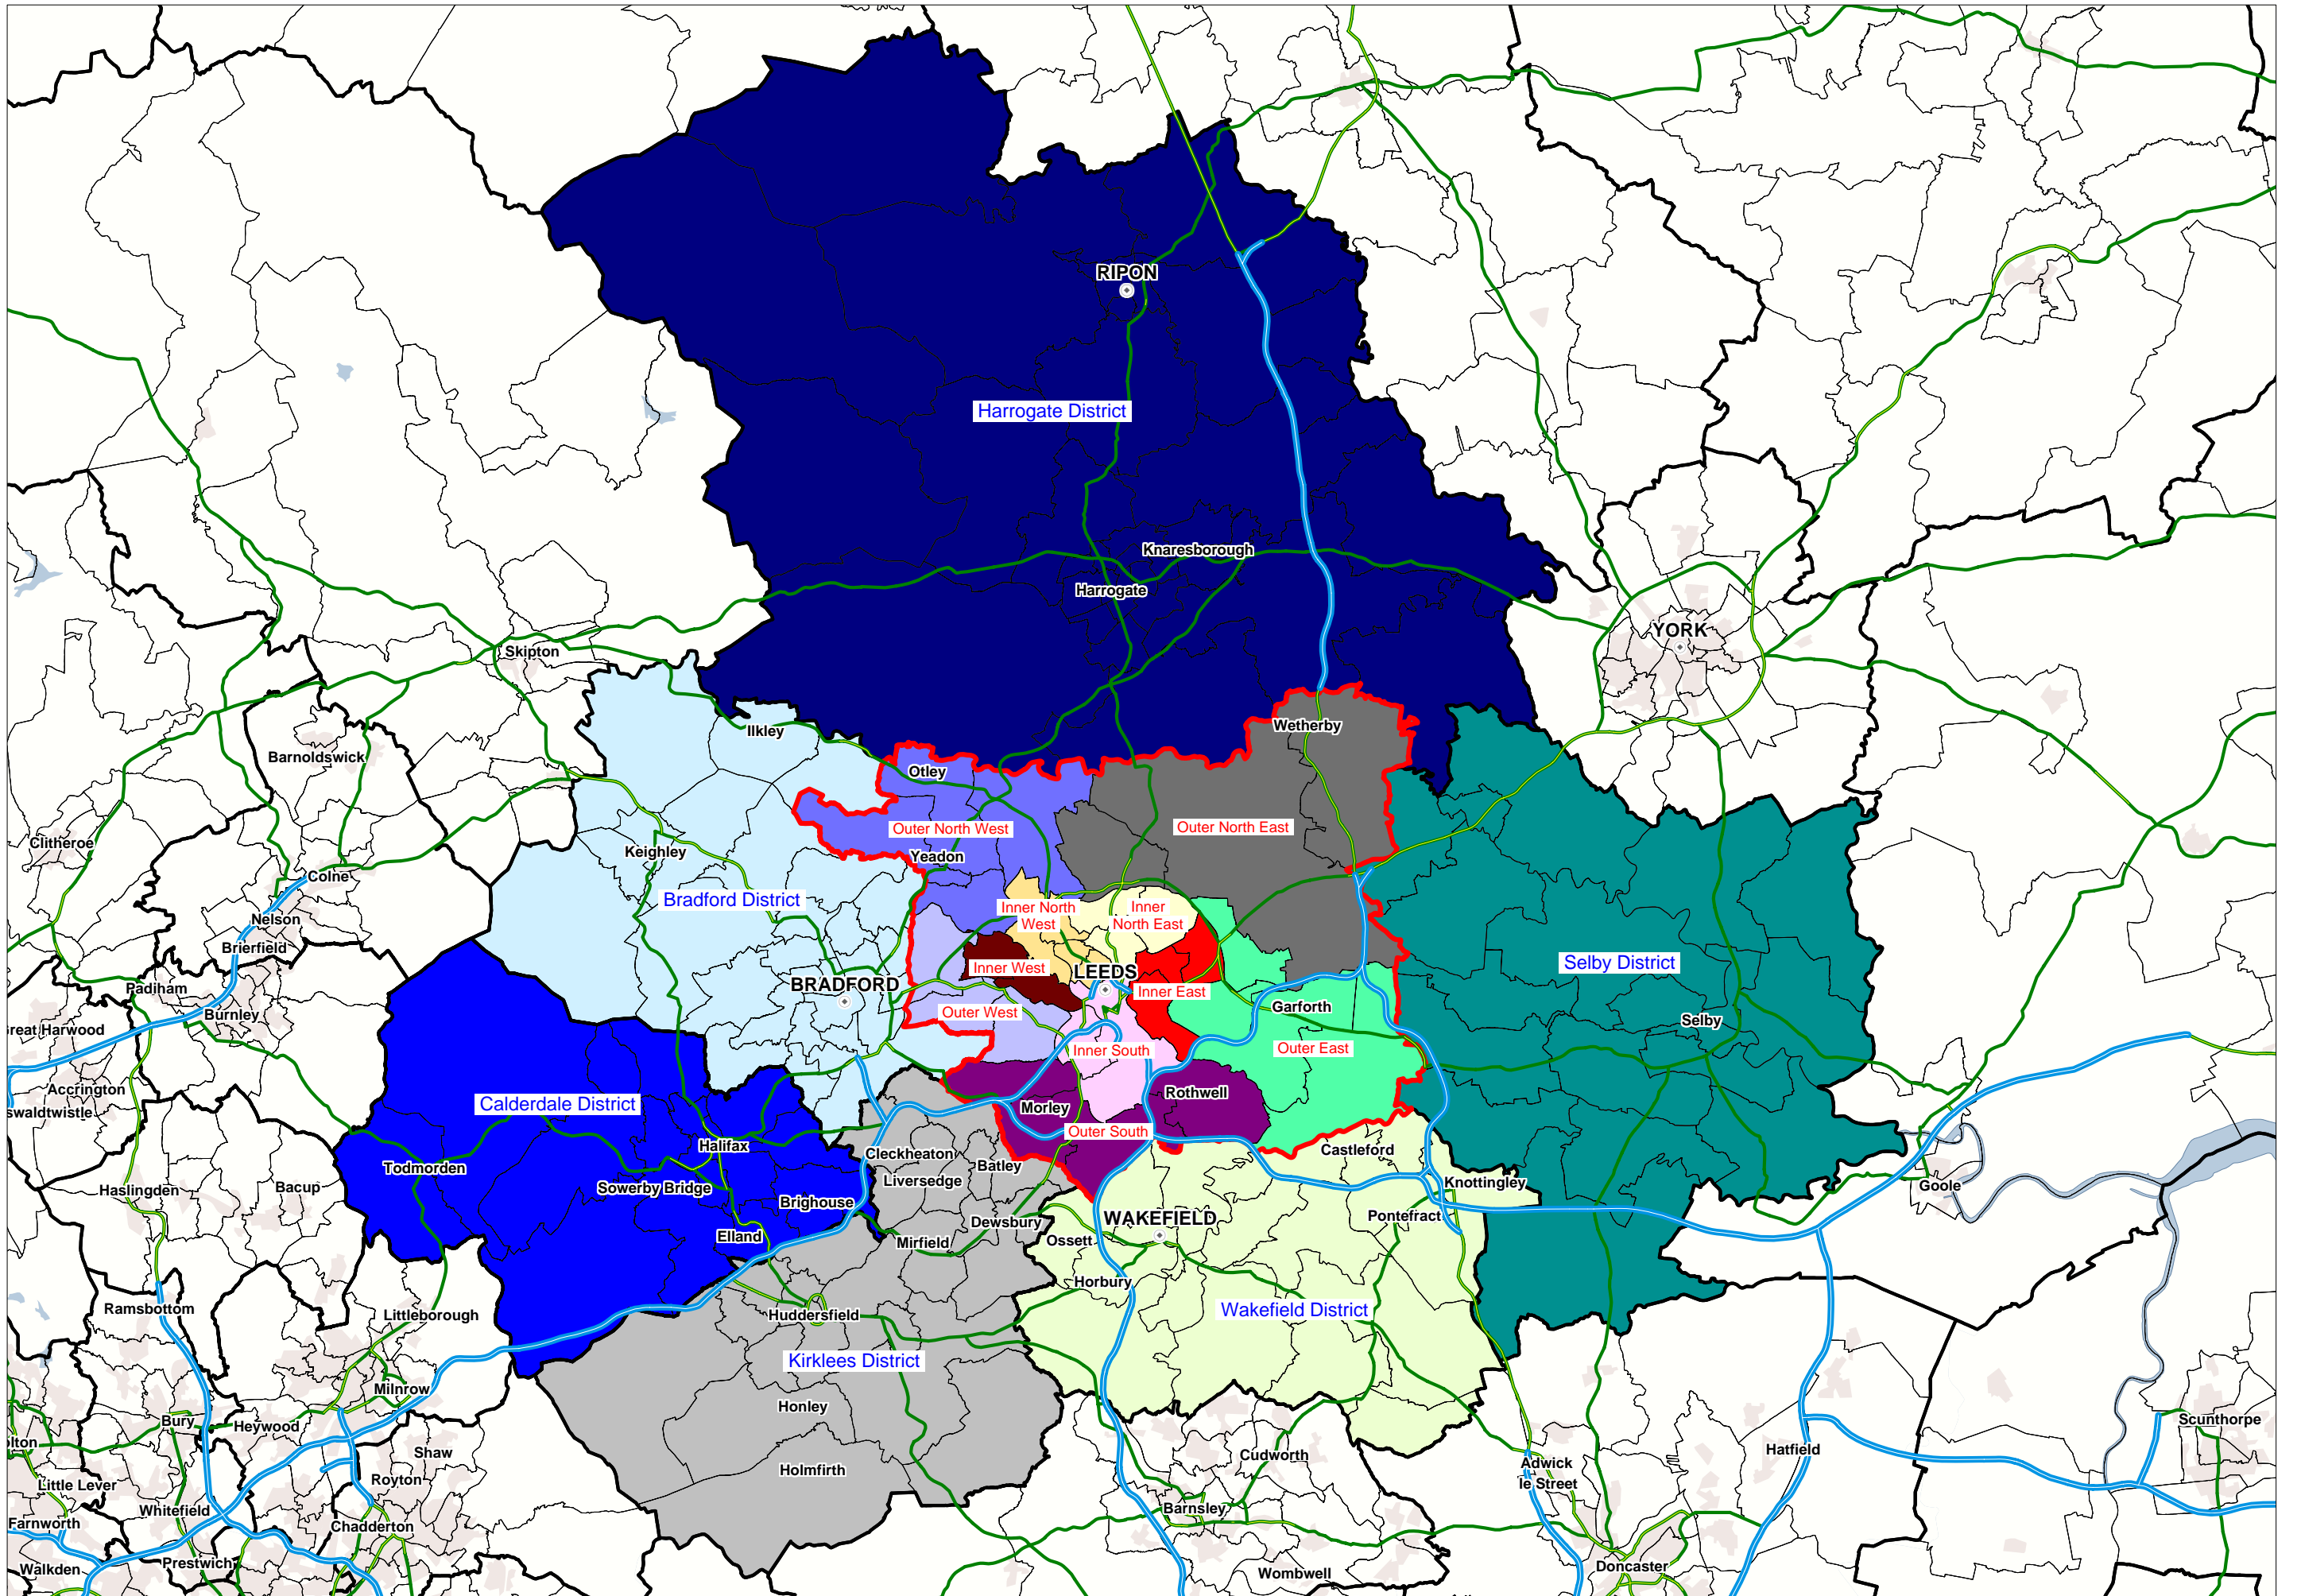 RIPON
Harrogate District
Knaresborough
Harrogate
YORK
Skipton
Wetherby
Ilkley
Barnoldswick
Otley
Outer North West
Outer North East
Clitheroe
Keighley
Yeadon
Colne
Bradford District
Inner North
West
Inner
North East
Nelson
Brierfield
Inner West
LEEDS
Selby District
Padiham
BRADFORD
Inner East
Burnley
Garforth
Outer West
Selby
Great Harwood
Inner South
Outer East
Accrington
swaldtwistle
Calderdale District
Morley
Rothwell
Outer South
Halifax
Cleckheaton
Castleford
Todmorden
Batley
Liversedge
Haslingden
Bacup
Sowerby Bridge
Brighouse
Knottingley
Goole
Dewsbury
WAKEFIELD
Pontefract
Elland
Mirfield
Ossett
Horbury
Ramsbottom
Littleborough
Huddersfield
Wakefield District
Kirklees District
Milnrow
Honley
Bury
Heywood
Scunthorpe
olton
Shaw
Cudworth
Hatfield
Royton
Holmfirth
Adwick
le Street
Little Lever
Whitefield
Barnsley
Farnworth
Chadderton
Prestwich
Walkden
Wombwell
Doncaster